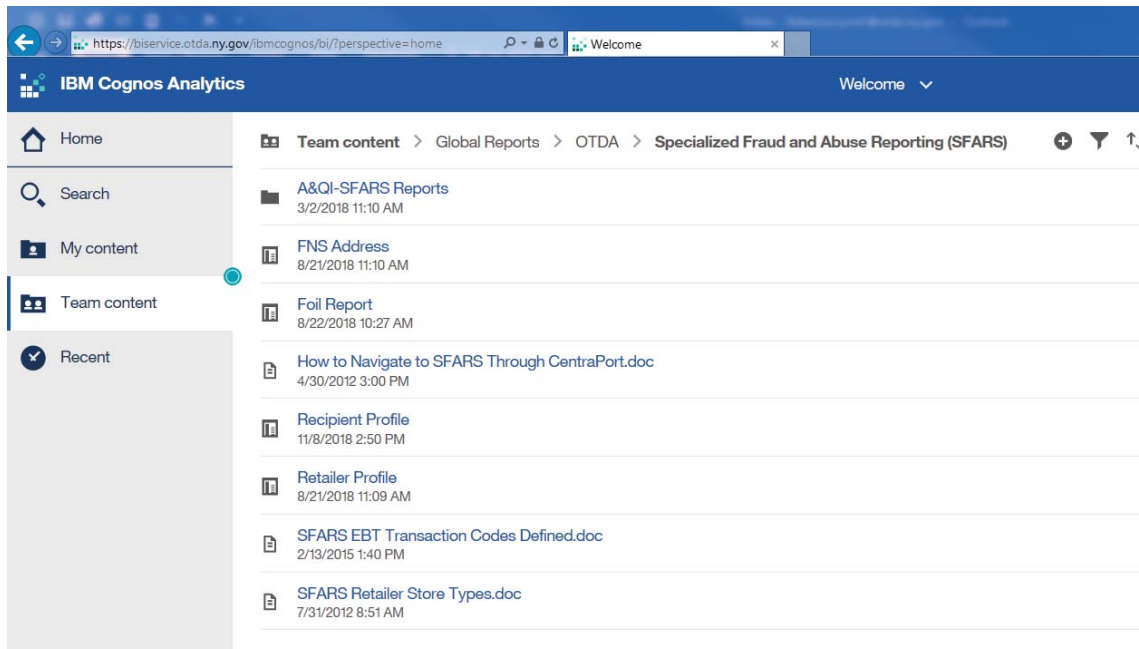 https://biservice.otda.ny.gov/ibmcognos/bi/?perspective=home
Welcome
IBM Cognos Analytics
Welcome
Home
Search
My content
Team content
Recent
Team content > Global Reports > OTDA > Specialized Fraud and Abuse Reporting (SFARS)
A&QI-SFARS Reports
3/2/2018 11:10 AM
FNS Address
8/21/2018 11:10 AM
Foil Report
8/22/2018 10:27 AM
How to Navigate to SFARS Through CentraPort.doc
4/30/2012 3:00 PM
Recipient Profile
11/8/2018 2:50 PM
Retailer Profile
8/21/2018 11:09 AM
SFARS EBT Transaction Codes Defined.doc
2/13/2015 1:40 PM
SFARS Retailer Store Types.doc
7/31/2012 8:51 AM